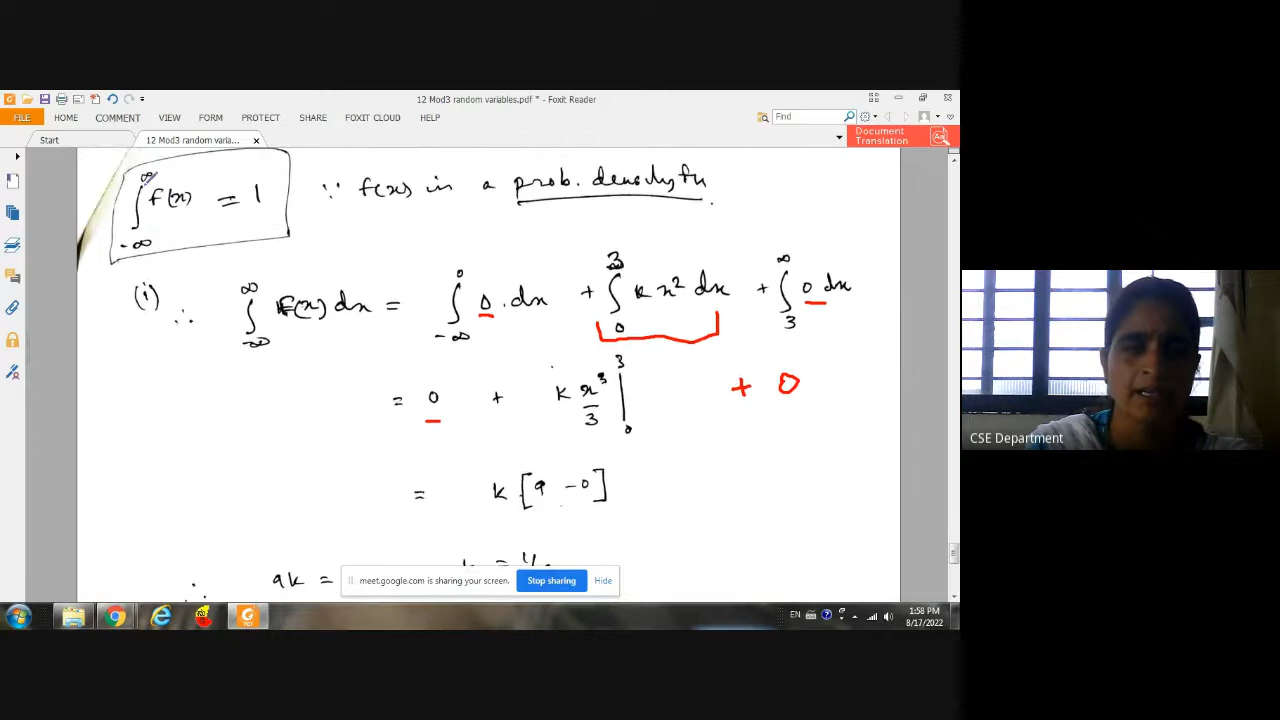 12 Mod3 random variables.pdf * - Foxit Reader
FILE HOME COMMENT VIEW FORM PROTECT SHARE FOXIT CLOUD HELP
Find
Start 12 Mod3 random varia...
Document Translation Aa
∫_{-∞}^{∞} f(x) = 1 ∵ f(x) is a prob. density fn.
(i) ∴ ∫_{-∞}^{∞} f(x) dx = ∫_{-∞}^{0} 0 . dx + ∫_{0}^{3} k x² dx + ∫_{3}^{∞} 0 dx
= 0 + k x³/3 |_{0}^{3} + 0
= k [9 - 0]
∴ 9k =
meet.google.com is sharing your screen. Stop sharing Hide
CSE Department
EN 1:58 PM
8/17/2022